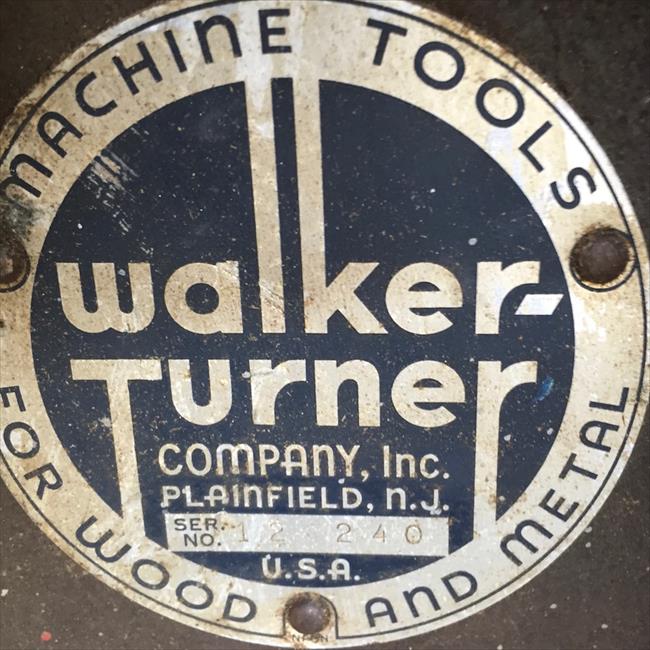 MACHINE TOOLS
walker-
Turner
COMPANY, Inc.
PLAINFIELD, N.J.
SER. NO. 12 240
U.S.A.
FOR WOOD AND METAL